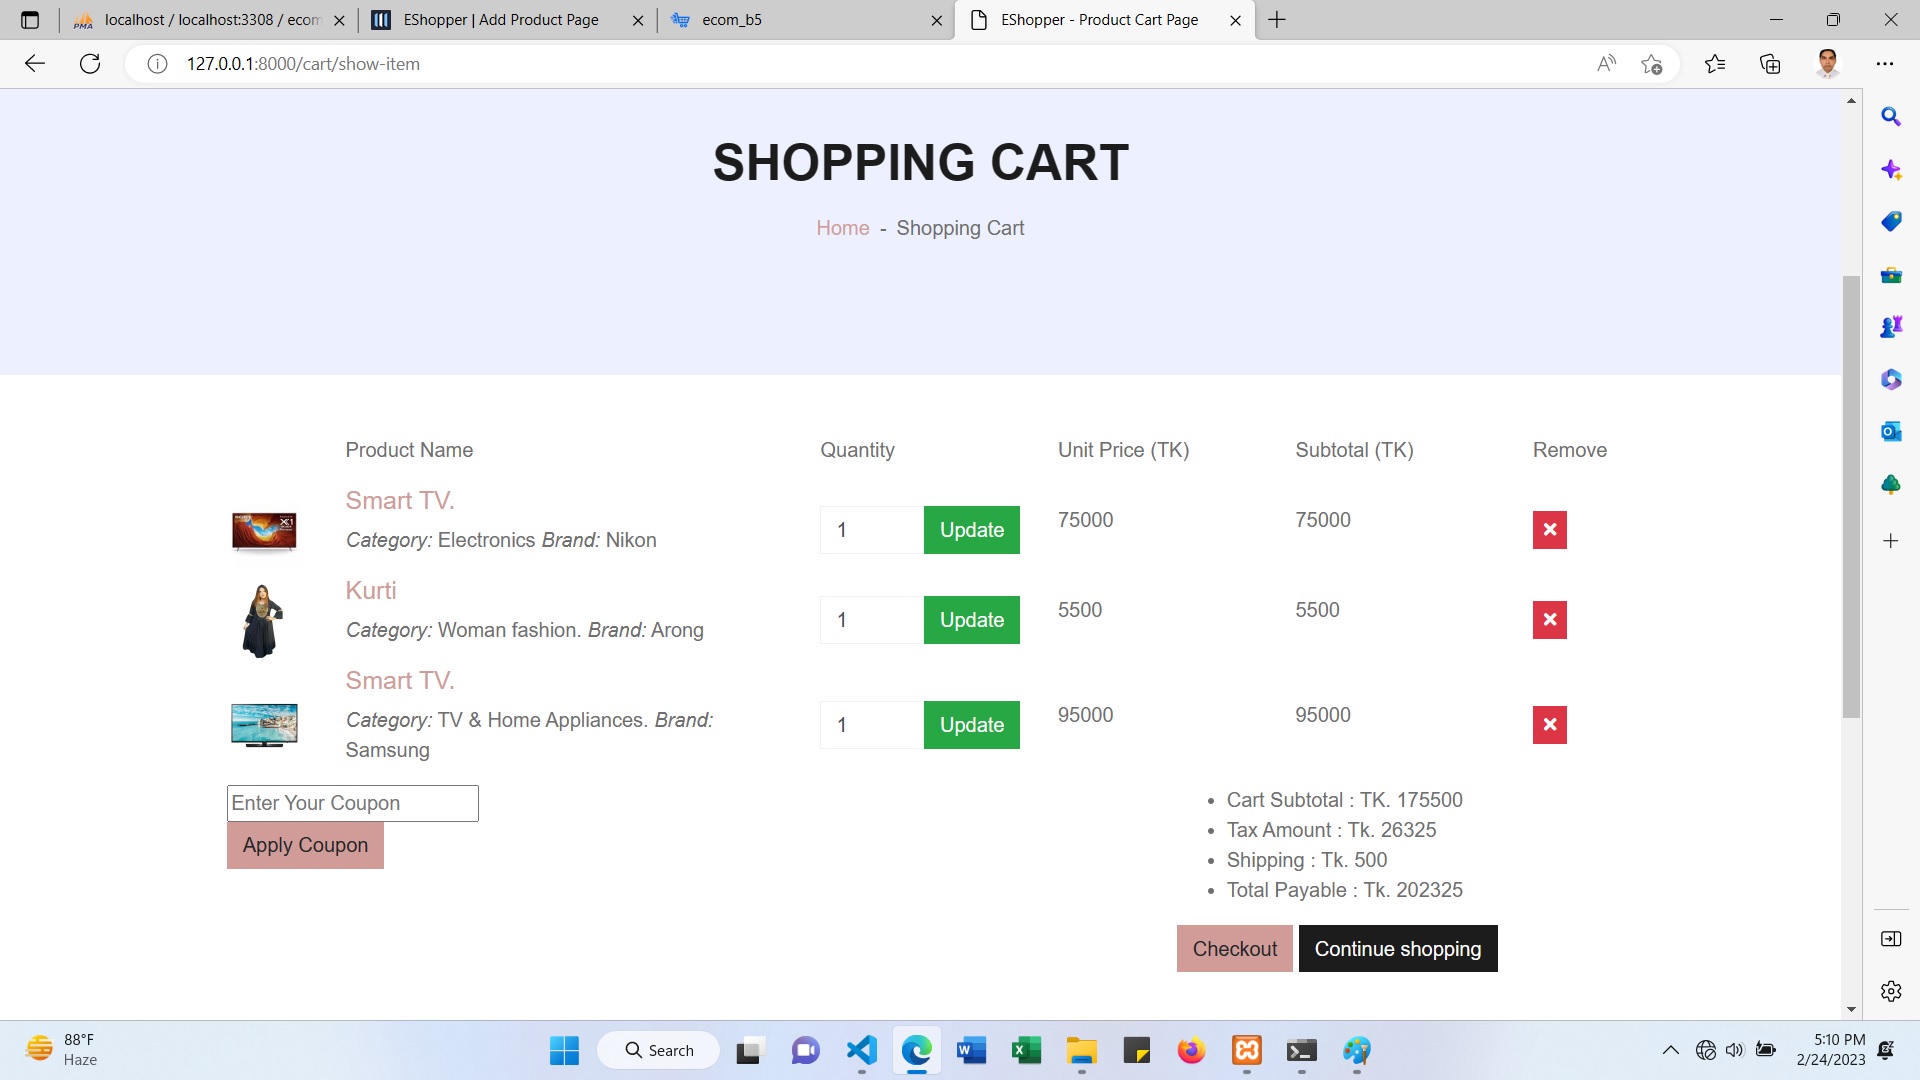 localhost / localhost:3308 / ecom
EShopper | Add Product Page
ecom_b5
EShopper - Product Cart Page
127.0.0.1:8000/cart/show-item
SHOPPING CART
Home - Shopping Cart
Product Name Quantity Unit Price (TK) Subtotal (TK) Remove
Smart TV.
Category: Electronics Brand: Nikon
1 Update 75000 75000
Kurti
Category: Woman fashion. Brand: Arong
1 Update 5500 5500
Smart TV.
Category: TV & Home Appliances. Brand:
Samsung
1 Update 95000 95000
Enter Your Coupon
Apply Coupon
• Cart Subtotal : TK. 175500
• Tax Amount : Tk. 26325
• Shipping : Tk. 500
• Total Payable : Tk. 202325
Checkout Continue shopping
88°F
Haze
Search
5:10 PM
2/24/2023